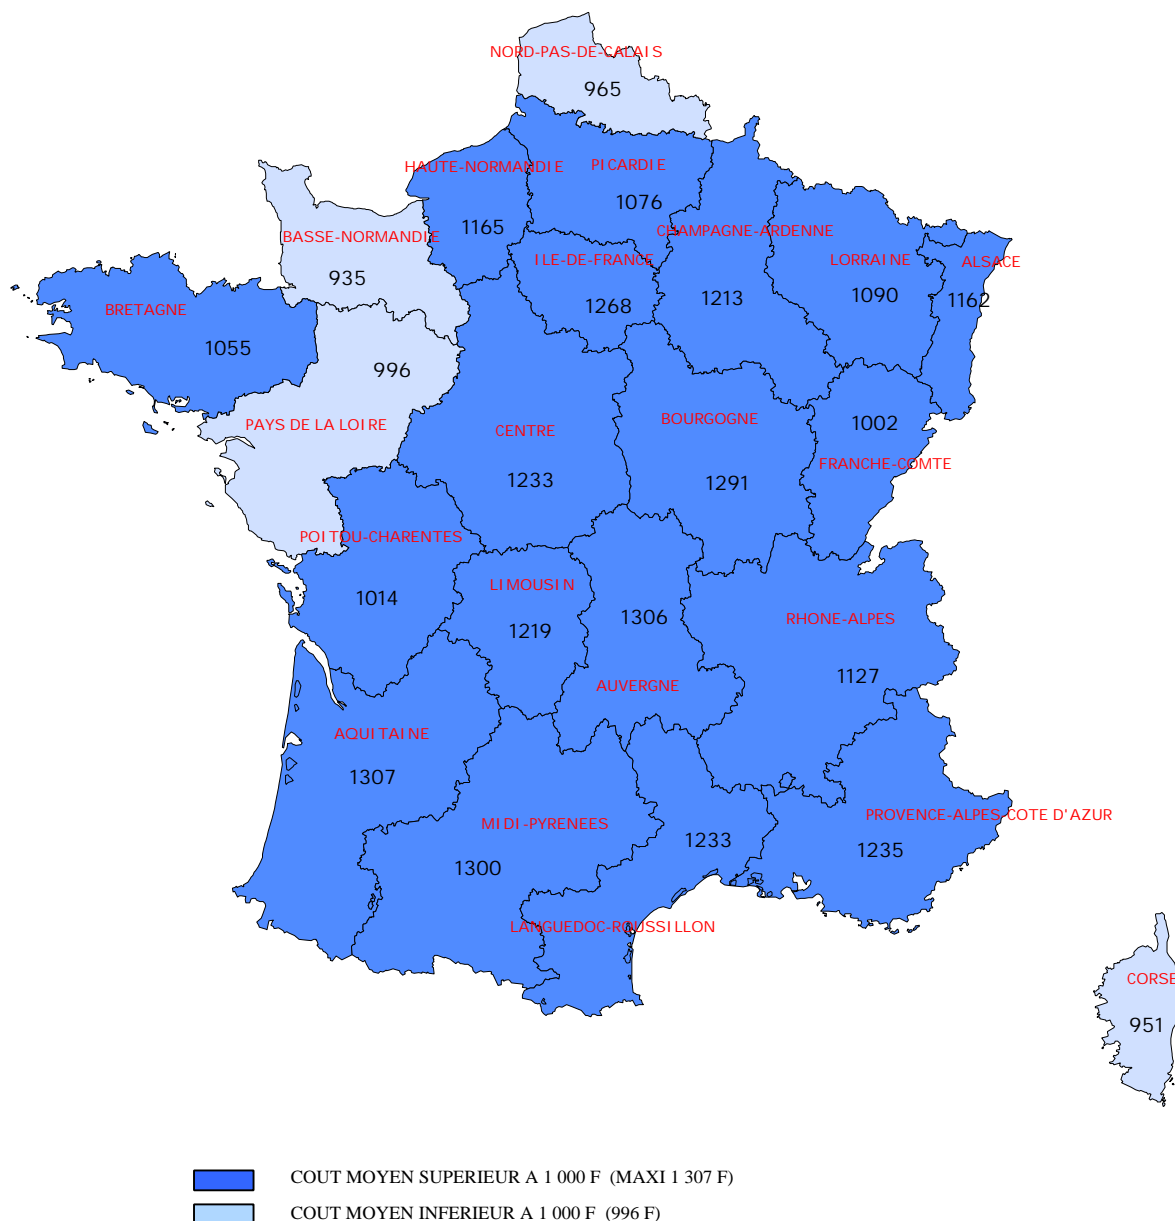 NORD-PAS-DE-CALAIS
965
HAUTE-NORMANDIE
1165
PICARDIE
1076
BASSE-NORMANDIE
935
ILE-DE-FRANCE
1268
CHAMPAGNE-ARDENNE
1213
LORRAINE
1090
ALSACE
1162
BRETAGNE
1055
996
PAYS DE LA LOIRE
CENTRE
1233
BOURGOGNE
1291
1002
FRANCHE-COMTE
POITOU-CHARENTES
1014
LIMOUSIN
1219
1306
AUVERGNE
RHONE-ALPES
1127
AQUITAINE
1307
MIDI-PYRENEES
1300
1233
LANGUEDOC-ROUSSILLON
PROVENCE-ALPES-COTE D'AZUR
1235
CORSE
951
COUT MOYEN SUPERIEUR A 1 000 F (MAXI 1 307 F)
COUT MOYEN INFERIEUR A 1 000 F (996 F)